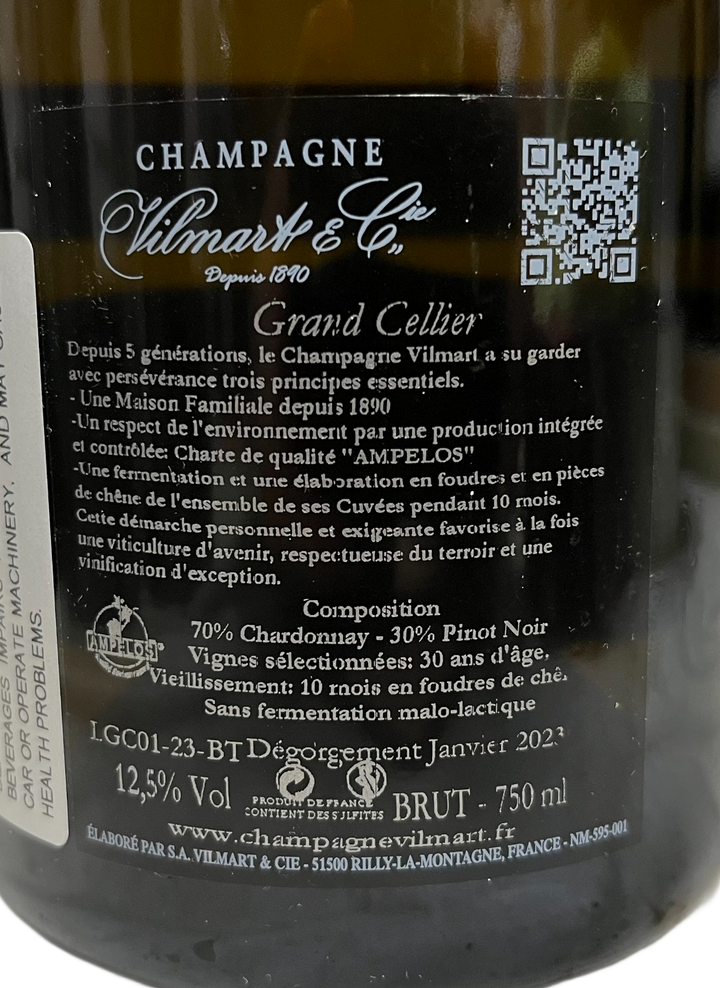 CHAMPAGNE
Vilmart & Cie
Depuis 1890
Grand Cellier
Depuis 5 générations, le Champagne Vilmart a su garder
avec persévérance trois principes essentiels.
- Une Maison Familiale depuis 1890
-Un respect de l'environnement par une production intégrée
et contrôlée: Charte de qualité "AMPELOS"
-Une fermentation et une élaboration en foudres et en pièces
de chêne de l'ensemble de ses Cuvées pendant 10 mois.
Cette démarche personnelle et exigeante favorise à la fois
une viticulture d'avenir, respectueuse du terroir et une
vinification d'exception.
Composition
70% Chardonnay - 30% Pinot Noir
AMPELOS
Vignes sélectionnées: 30 ans d'âge.
Vieillissement: 10 mois en foudres de chê.
Sans fermentation malo-lactique
LGC01-23-BT Dégorgement Janvier 2023
12,5% Vol
PRODUIT DE FRANCE
CONTIENT DES SULFITES
BRUT - 750 ml
www.champagnevilmart.fr
ÉLABORÉ PAR S.A. VILMART & CIE - 51500 RILLY-LA-MONTAGNE, FRANCE - NM-595-001
BEVERAGES IMPAIRS
CAR OR OPERATE MACHINERY, AND MAY
HEALTH PROBLEMS.